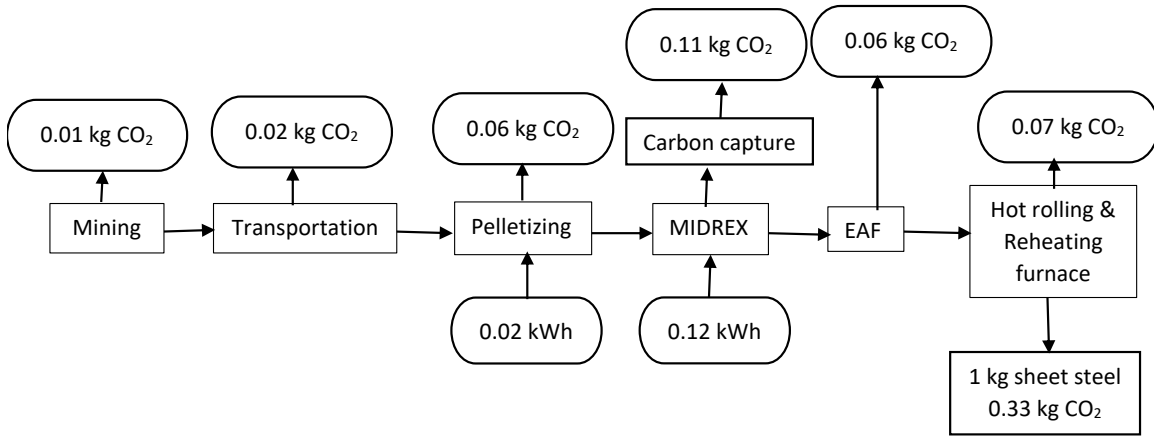 0.11 kg CO₂
0.06 kg CO₂
0.01 kg CO₂
0.02 kg CO₂
0.06 kg CO₂
Carbon capture
0.07 kg CO₂
Mining
Transportation
Pelletizing
MIDREX
EAF
Hot rolling &
Reheating
furnace
0.02 kWh
0.12 kWh
1 kg sheet steel
0.33 kg CO₂